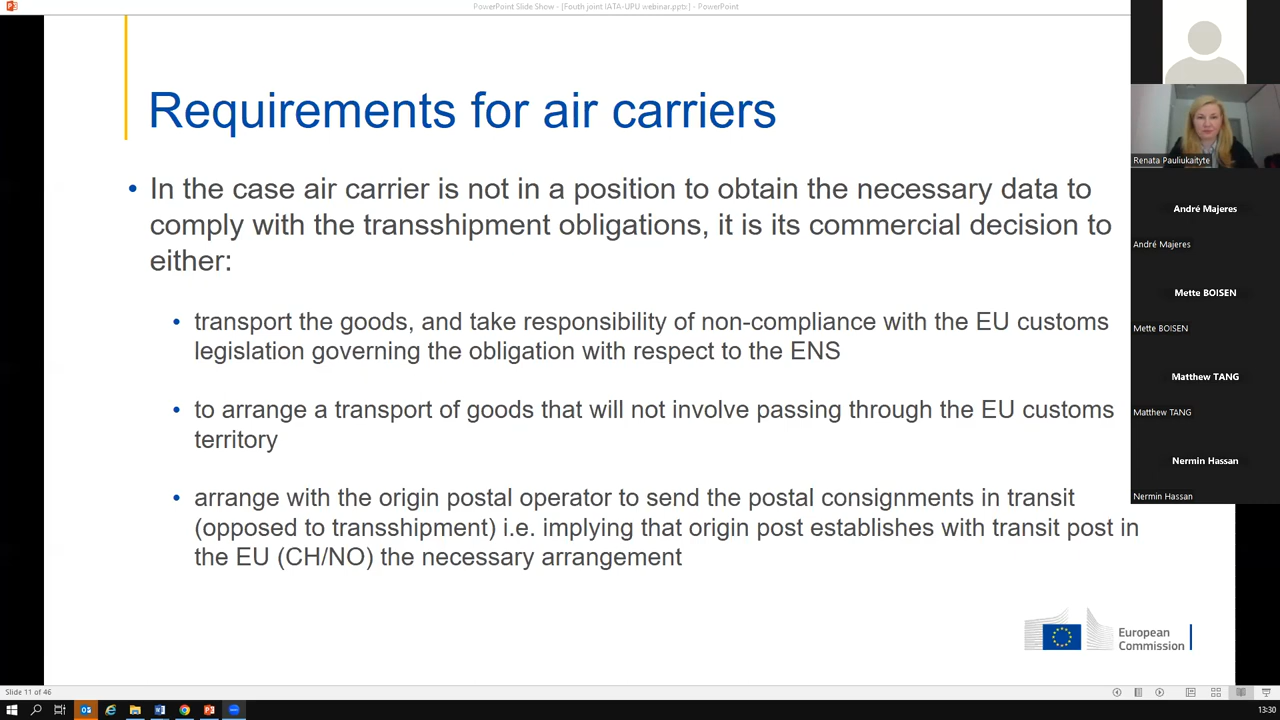 PowerPoint Slide Show - [Fouth joint IATA-UPU webinar.pptx] - PowerPoint
Requirements for air carriers
• In the case air carrier is not in a position to obtain the necessary data to
comply with the transshipment obligations, it is its commercial decision to
either:
• transport the goods, and take responsibility of non-compliance with the EU customs
legislation governing the obligation with respect to the ENS
• to arrange a transport of goods that will not involve passing through the EU customs
territory
• arrange with the origin postal operator to send the postal consignments in transit
(opposed to transshipment) i.e. implying that origin post establishes with transit post in
the EU (CH/NO) the necessary arrangement
European
Commission
Renata Pauliukaityte
André Majeres
André Majeres
Mette BOISEN
Mette BOISEN
Matthew TANG
Matthew TANG
Nermin Hassan
Nermin Hassan
Slide 11 of 46
13:30